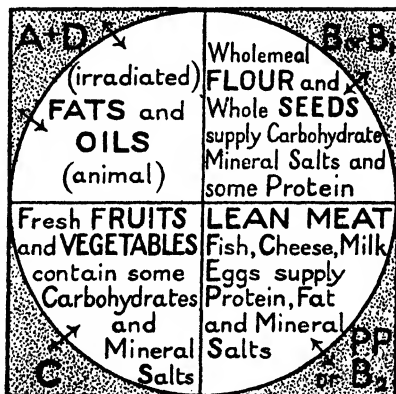 A+D
(irradiated)
FATS and
OILS
(animal)
B or B1
Wholemeal
FLOUR and
Whole SEEDS
supply Carbohydrate
Mineral Salts and
some Protein
Fresh FRUITS
and VEGETABLES
contain some
Carbohydrates
and
Mineral
Salts
C
LEAN MEAT
Fish, Cheese, Milk
Eggs supply
Protein, Fat
and Mineral
Salts
PP
or B2